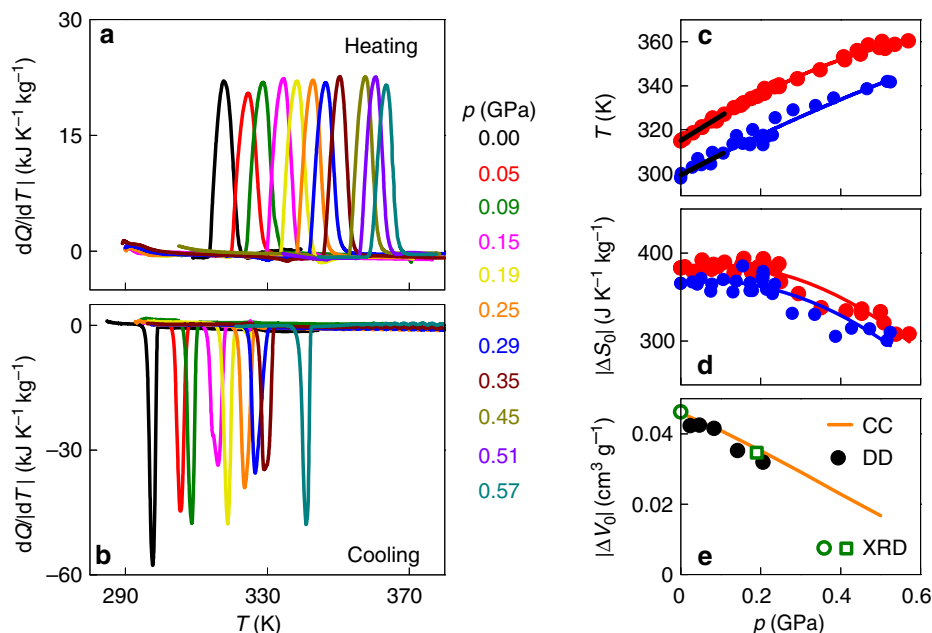 a
Heating
30
15
0
dQ/|dT| (kJ K⁻¹ kg⁻¹)
b
Cooling
0
–30
–60
dQ/|dT| (kJ K⁻¹ kg⁻¹)
290
330
370
T (K)
p (GPa)
0.00
0.05
0.09
0.15
0.19
0.25
0.29
0.35
0.45
0.51
0.57
c
360
340
320
300
T (K)
d
400
300
|ΔS₀| (J K⁻¹ kg⁻¹)
e
CC
DD
XRD
0.04
0.02
0
|ΔV₀| (cm³ g⁻¹)
0
0.2
0.4
0.6
p (GPa)